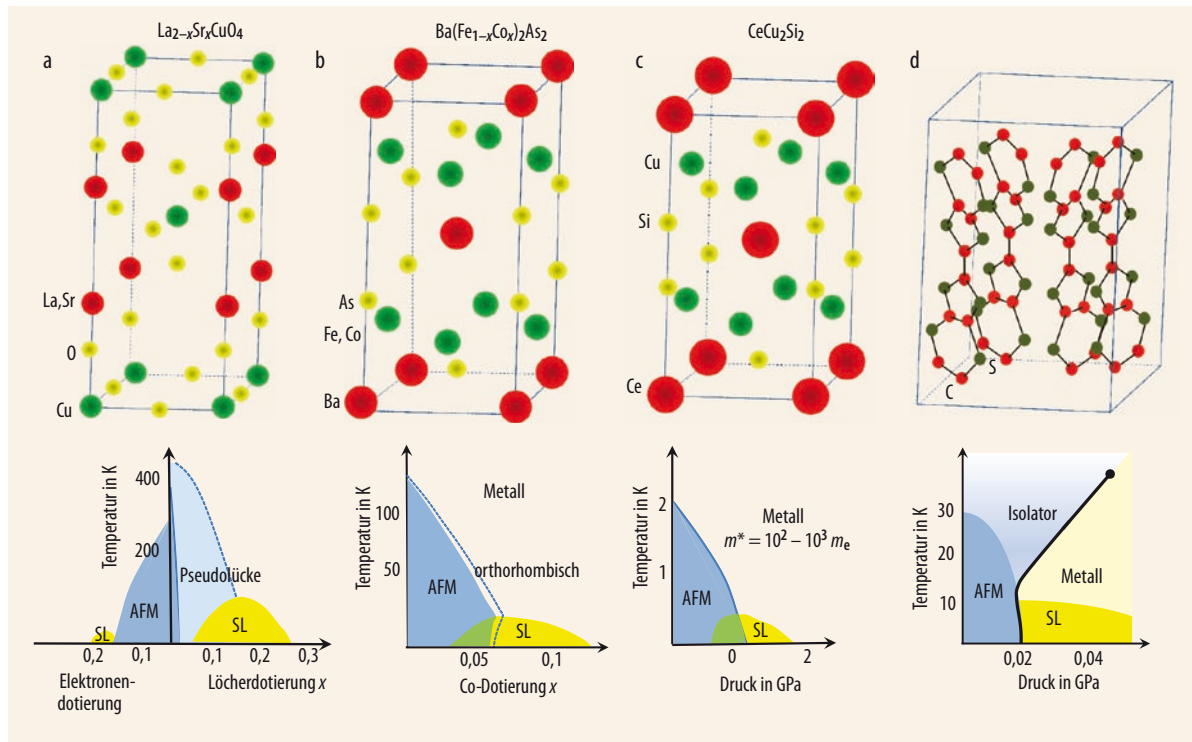 a
La2–xSrxCuO4
La,Sr
O
Cu
b
Ba(Fe1–xCox)2As2
As
Fe, Co
Ba
c
CeCu2Si2
Cu
Si
Ce
d
S
C
Temperatur in K
400
200
Pseudolücke
AFM
SL
SL
0,2
0,1
0,1
0,2
0,3
Elektronen-
dotierung
Löcherdotierung x
Temperatur in K
100
50
Metall
orthorhombisch
AFM
SL
0,05
0,1
Co-Dotierung x
Temperatur in K
2
1
Metall
m* = 10² – 10³ me
AFM
SL
0
2
Druck in GPa
Temperatur in K
30
20
10
Isolator
Metall
AFM
SL
0,02
0,04
Druck in GPa